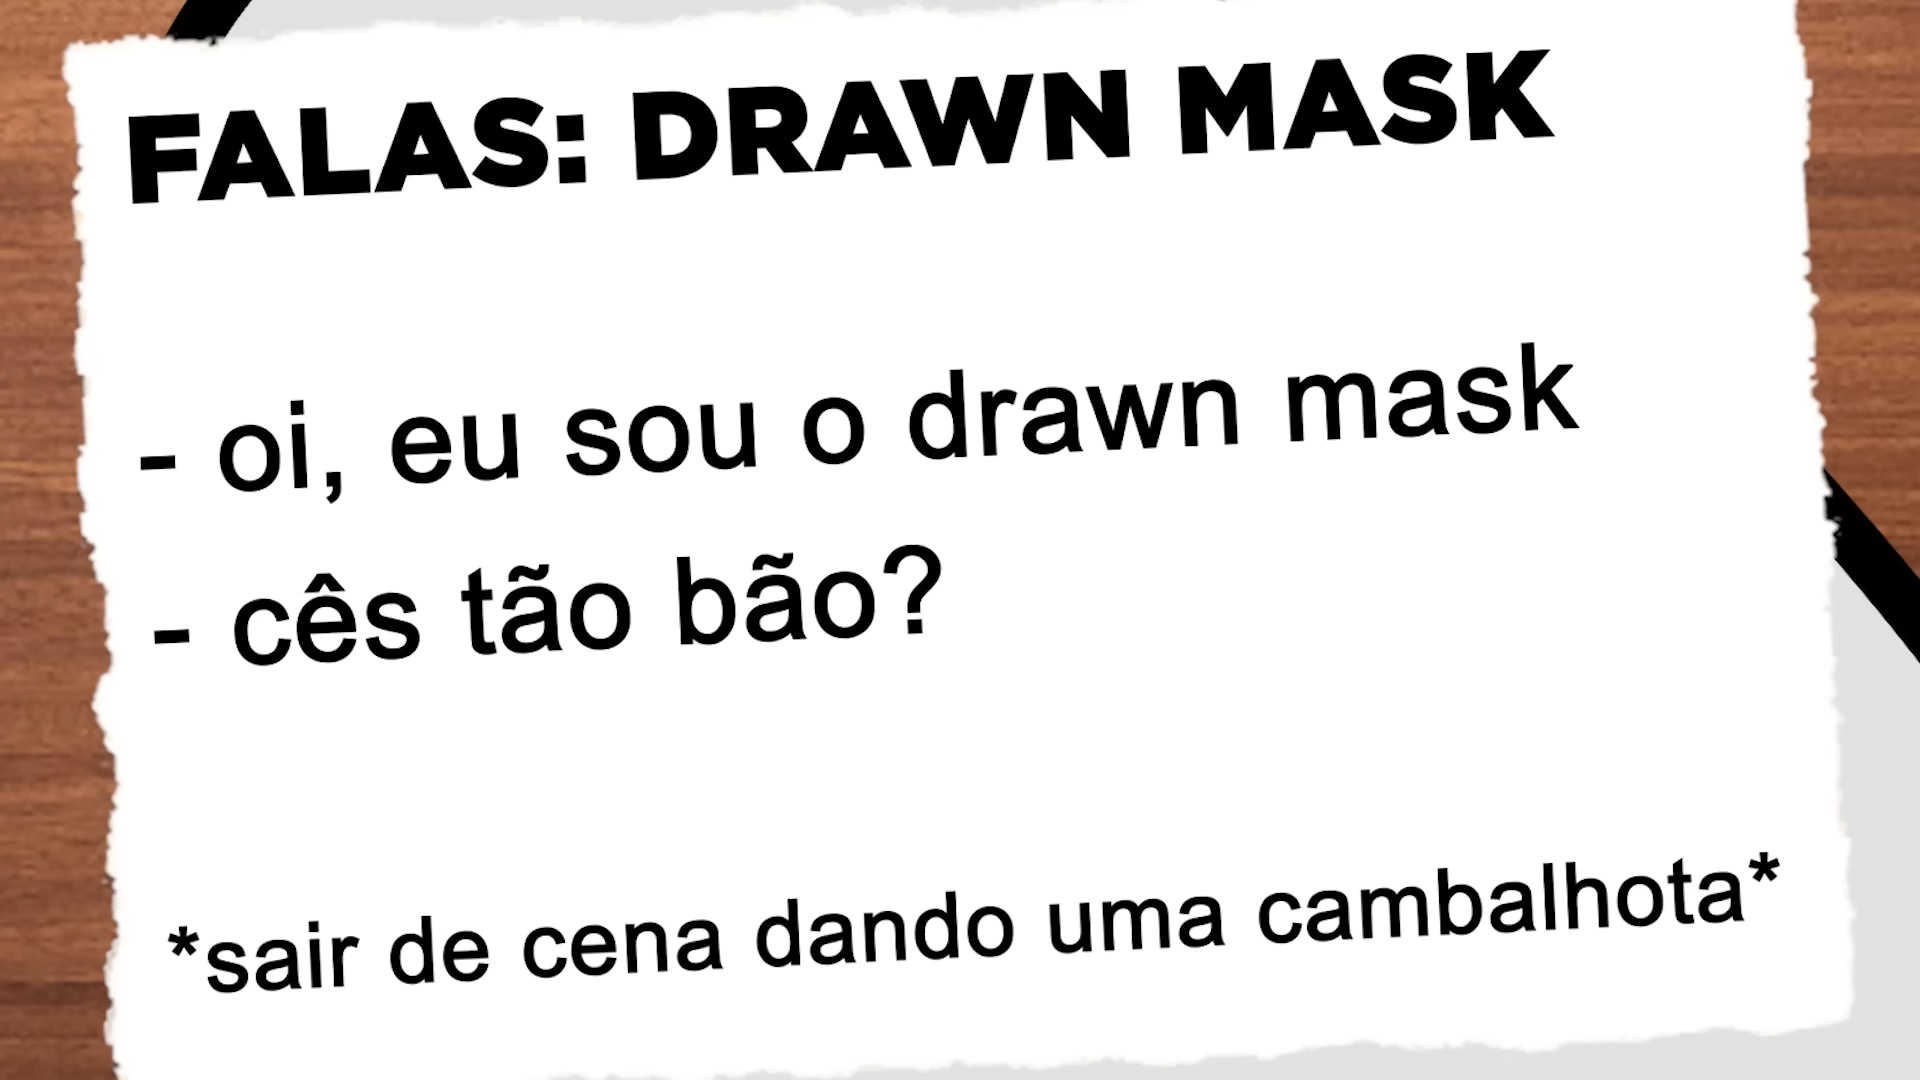 FALAS: DRAWN MASK
- oi, eu sou o drawn mask
- cês tão bão?
*sair de cena dando uma cambalhota*